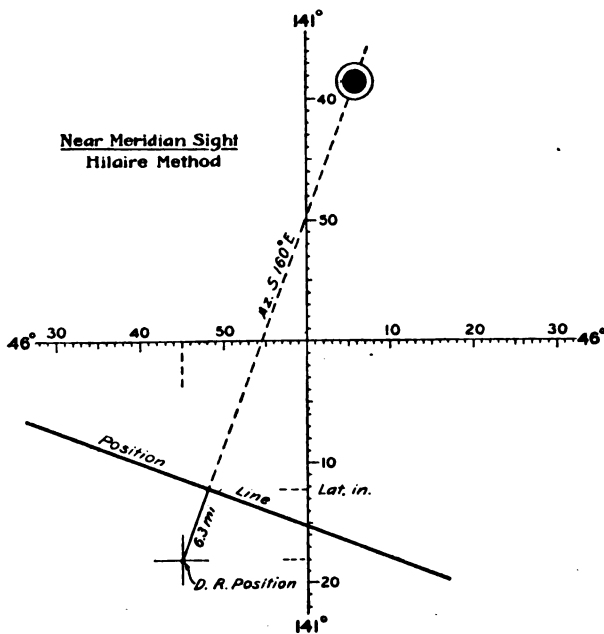 141°
40
Near Meridian Sight
Hilaire Method
50
Az. S 160° E
46° 30 40 50 10 20 30 46°
Position Line
10
Lat. in.
6.3 mi
D. R. Position
20
141°